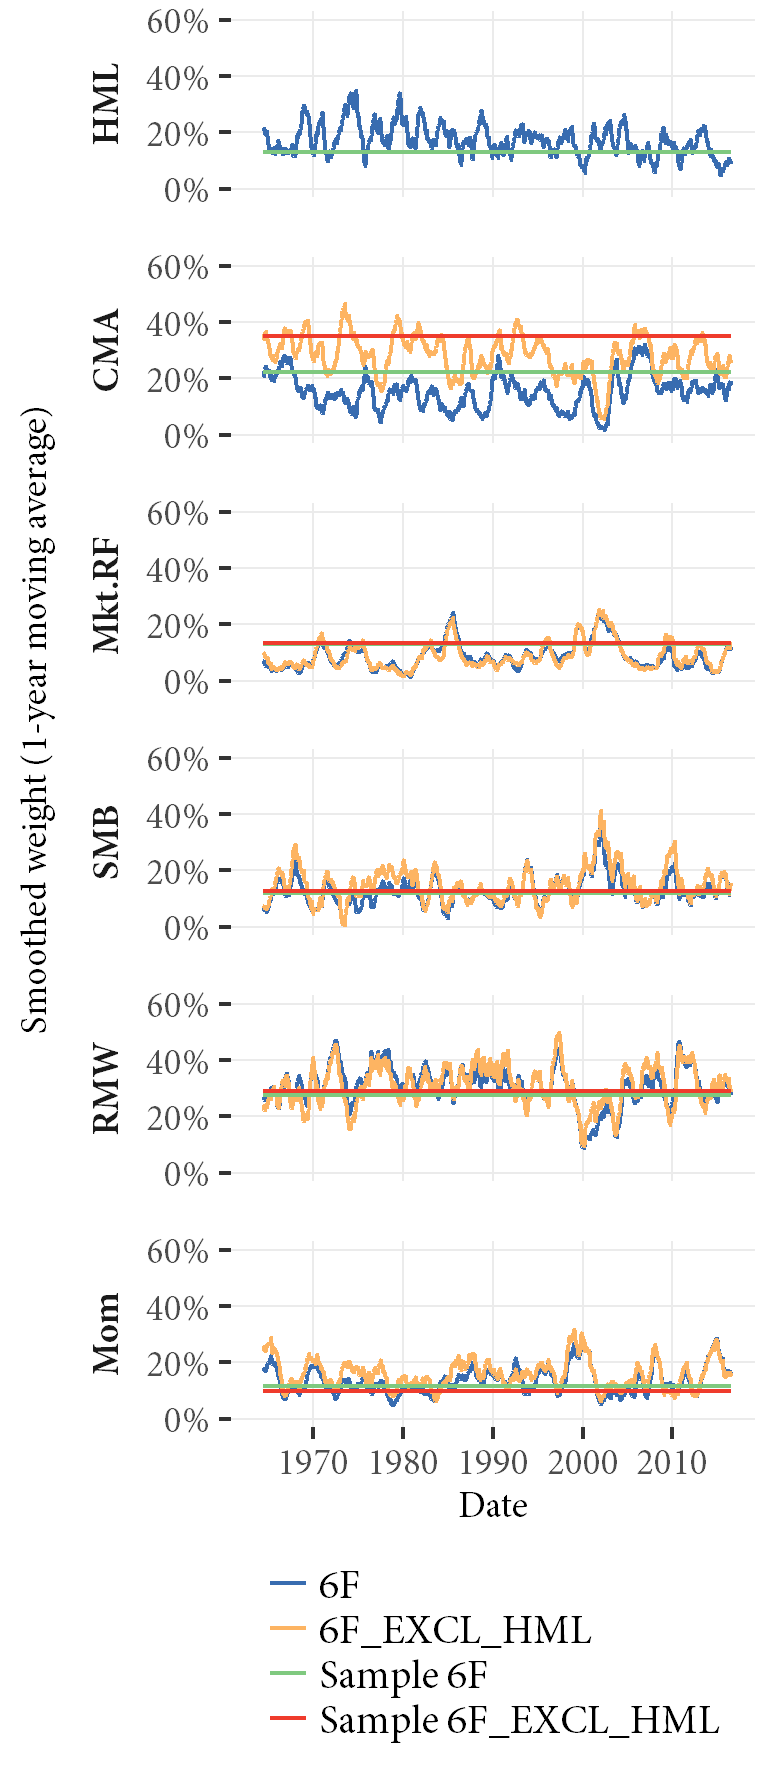 Smoothed weight (1-year moving average)
HML
60%
40%
20%
0%
CMA
60%
40%
20%
0%
Mkt.RF
60%
40%
20%
0%
SMB
60%
40%
20%
0%
RMW
60%
40%
20%
0%
Mom
60%
40%
20%
0%
1970 1980 1990 2000 2010
Date
6F
6F_EXCL_HML
Sample 6F
Sample 6F_EXCL_HML